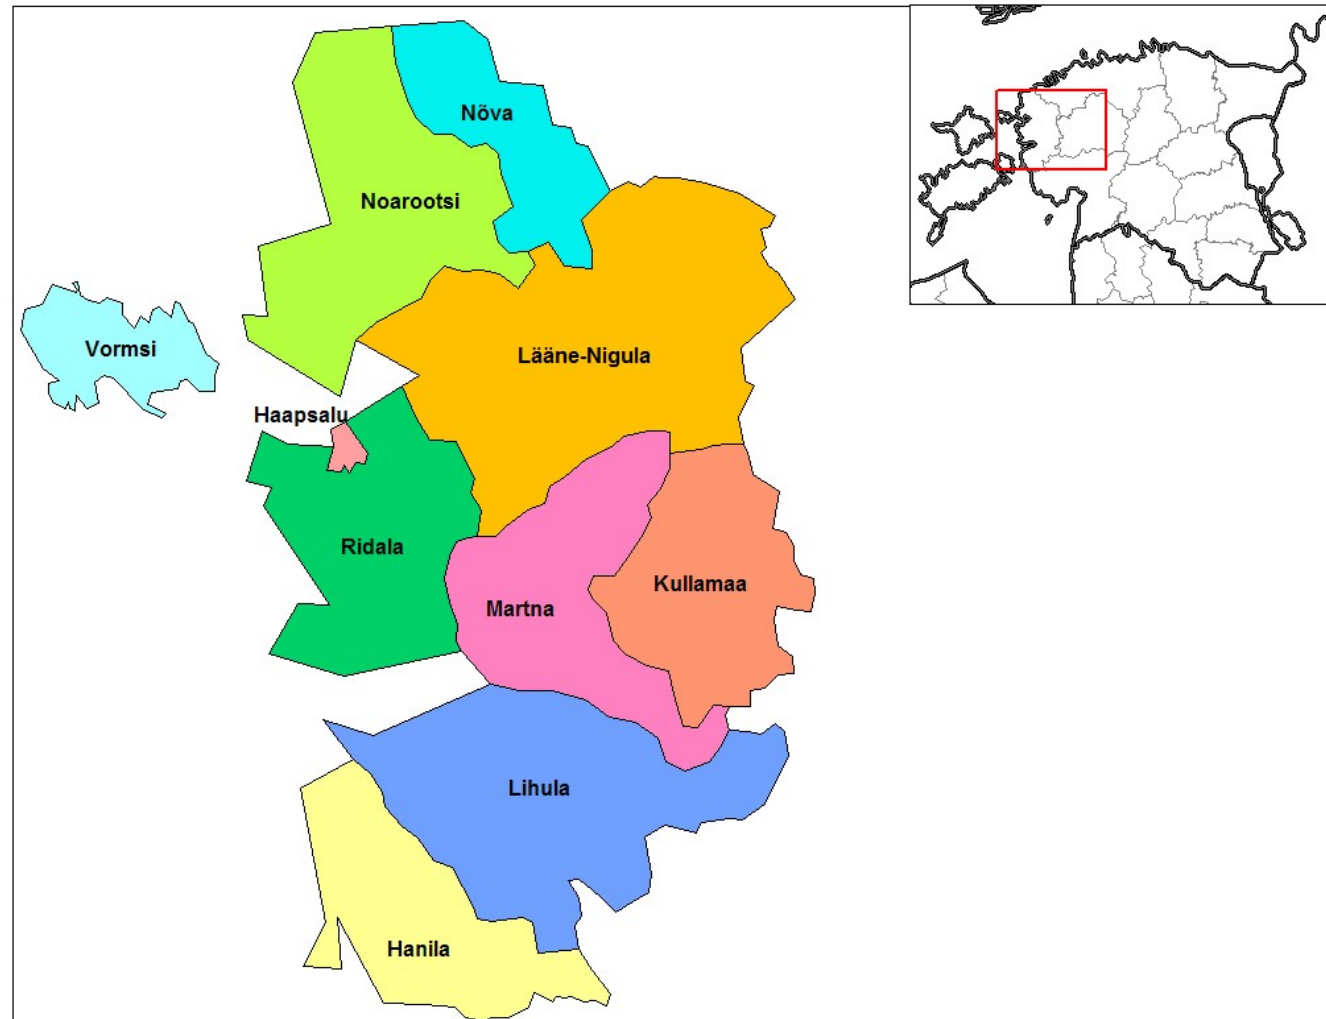 Nõva
Noarootsi
Vormsi
Lääne-Nigula
Haapsalu
Ridala
Kullamaa
Martna
Lihula
Hanila